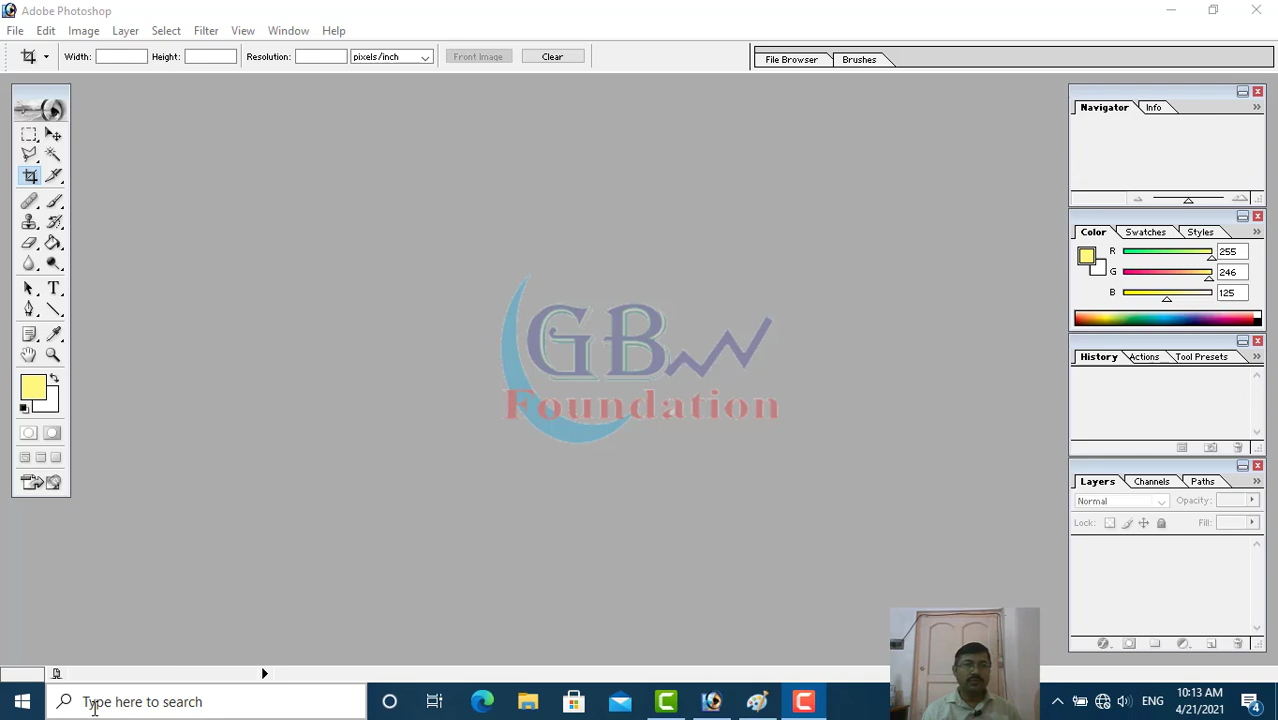 Adobe Photoshop
File Edit Image Layer Select Filter View Window Help
Width: Height: Resolution: pixels/inch Front Image Clear File Browser Brushes
Navigator Info
Color Swatches Styles
R 255
G 246
B 125
GBW
Foundation
History Actions Tool Presets
Layers Channels Paths
Normal Opacity:
Lock: Fill:
Type here to search
ENG
10:13 AM
4/21/2021
4